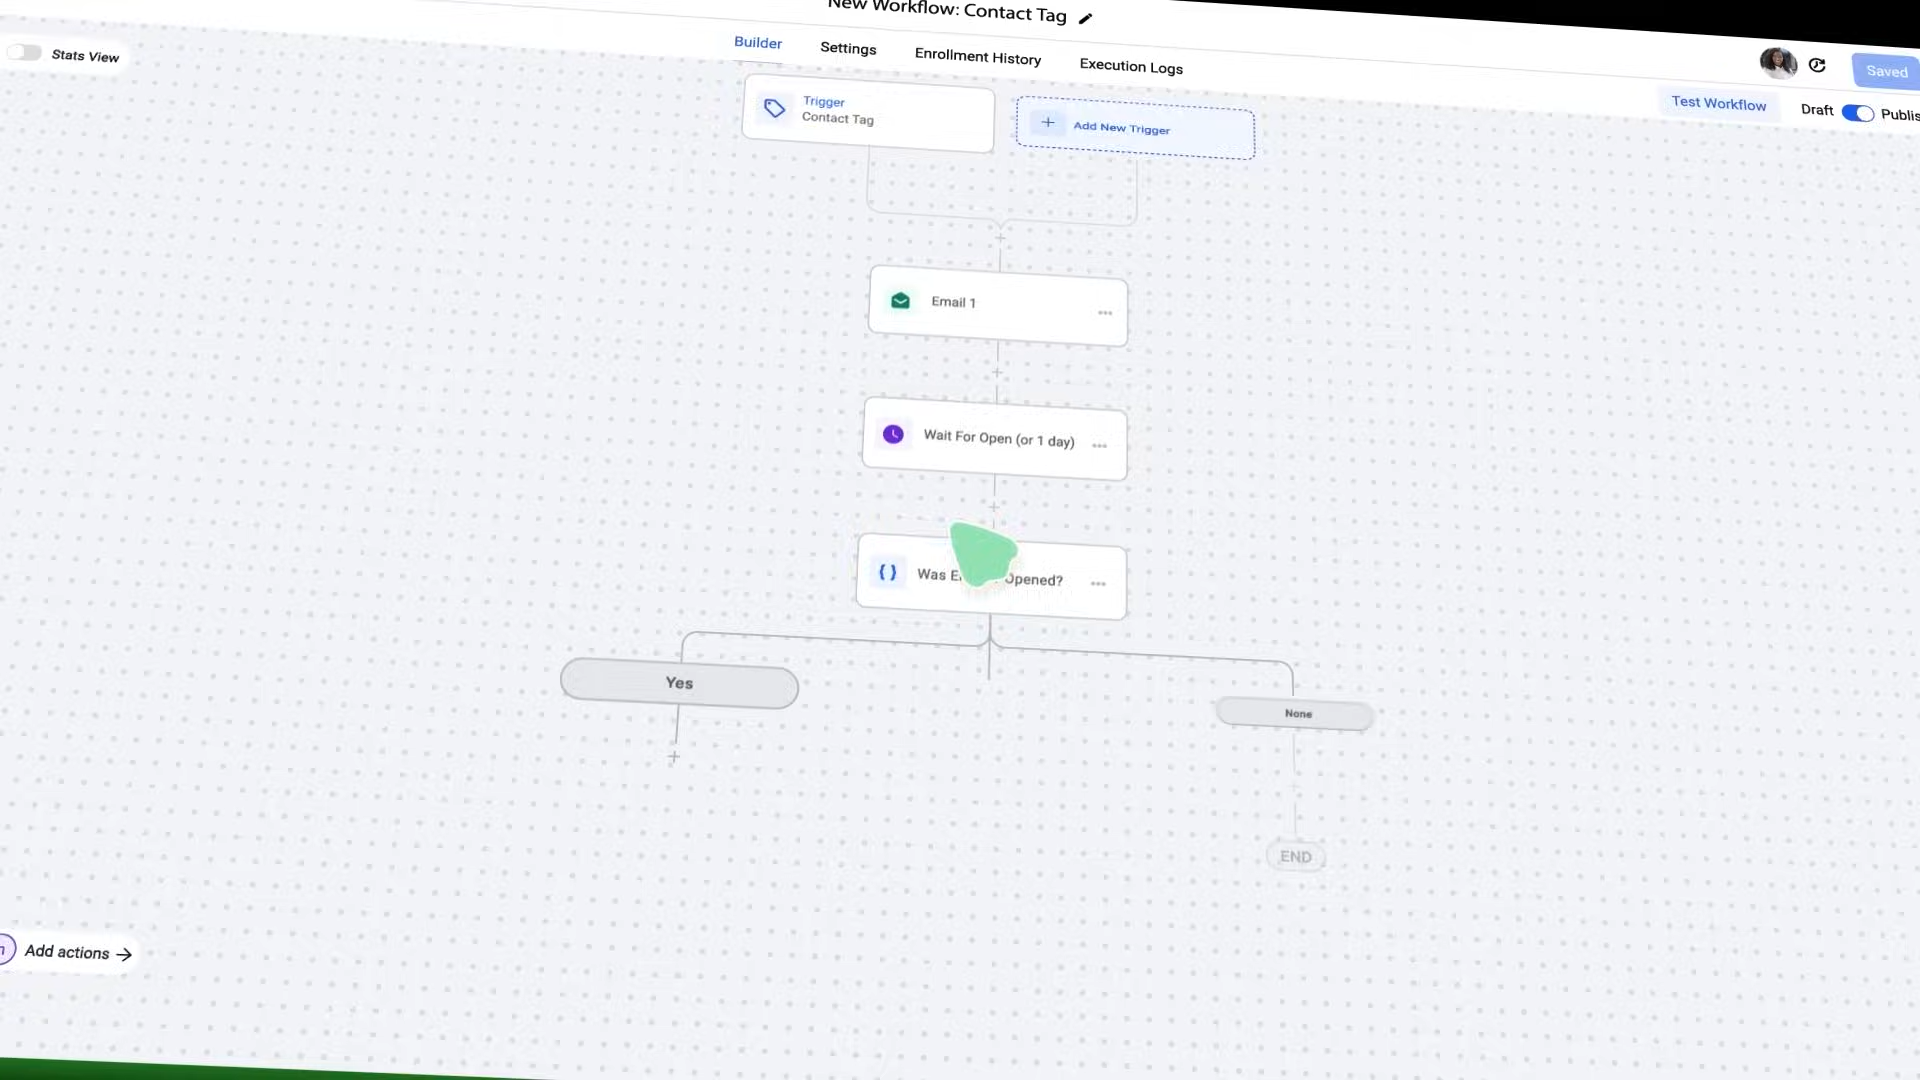 New Workflow: Contact Tag
Stats View
Builder
Settings
Enrollment History
Execution Logs
Saved
Test Workflow
Draft
Publis
Trigger
Contact Tag
Add New Trigger
Email 1
Wait For Open (or 1 day)
Was E Opened?
Yes
None
END
Add actions